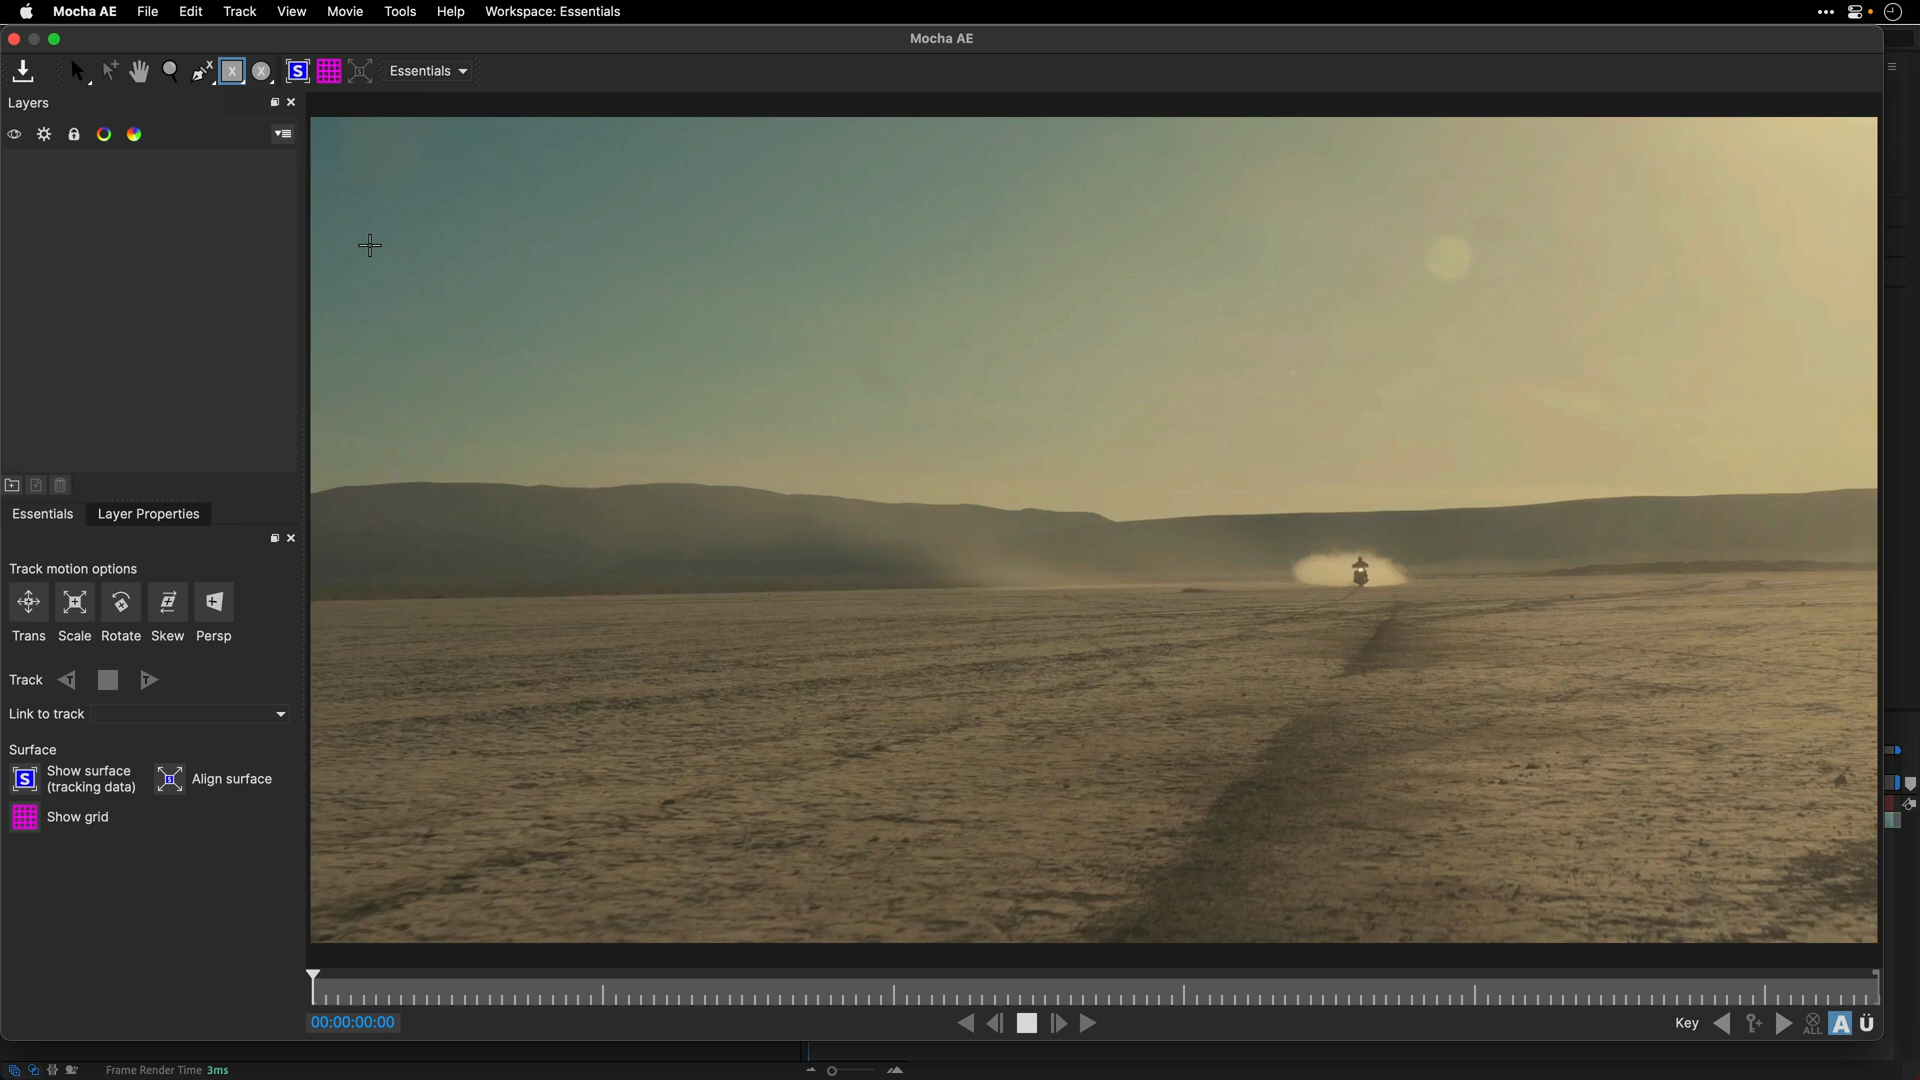 Mocha AE File Edit Track View Movie Tools Help Workspace: Essentials
Mocha AE
X X S Essentials
Layers
Essentials Layer Properties
Track motion options
Trans Scale Rotate Skew Persp
Track T T
Link to track
Surface
S Show surface
(tracking data)
Align surface
Show grid
00:00:00:00
Key ALL A Ü
Frame Render Time 3ms